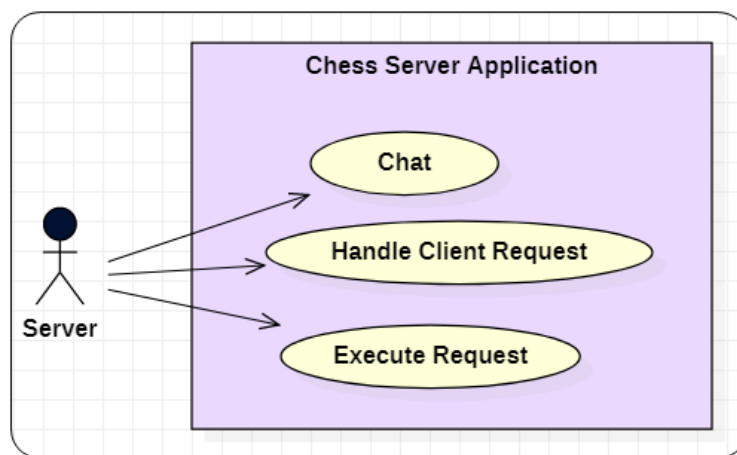 Chess Server Application
Chat
Handle Client Request
Server
Execute Request